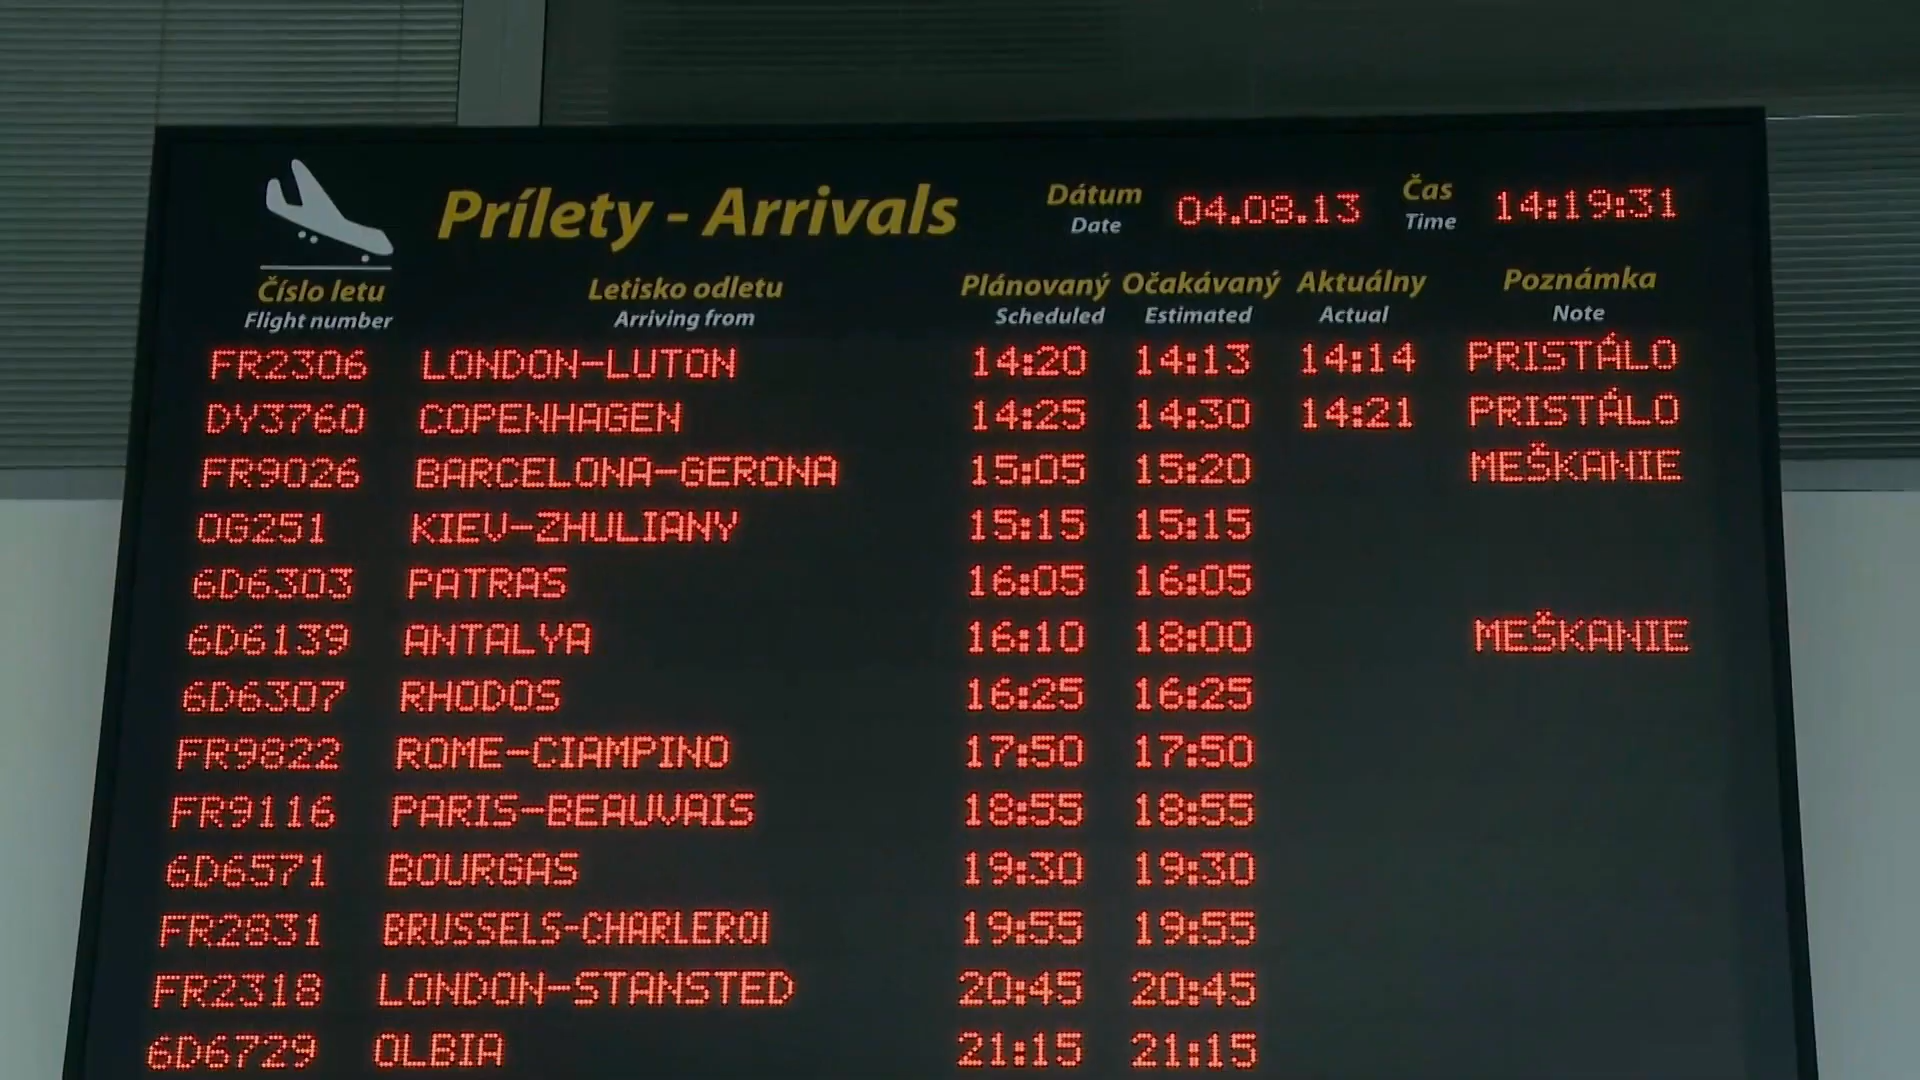 Prílety - Arrivals Dátum Date 04.08.13 Čas Time 14:19:31
Číslo letu Letisko odletu Plánovaný Očakávaný Aktuálny Poznámka
Flight number Arriving from Scheduled Estimated Actual Note
FR2306 LONDON-LUTON 14:20 14:13 14:14 PRISTÁLO
DY3760 COPENHAGEN 14:25 14:30 14:21 PRISTÁLO
FR9026 BARCELONA-GERONA 15:05 15:20 MEŠKANIE
OG251 KIEV-ZHULIANY 15:15 15:15
6D6303 PATRAS 16:05 16:05
6D6139 ANTALYA 16:10 18:00 MEŠKANIE
6D6307 RHODOS 16:25 16:25
FR9822 ROME-CIAMPINO 17:50 17:50
FR9116 PARIS-BEAUVAIS 18:55 18:55
6D6571 BOURGAS 19:30 19:30
FR2831 BRUSSELS-CHARLEROI 19:55 19:55
FR2318 LONDON-STANSTED 20:45 20:45
6D6729 OLBIA 21:15 21:15